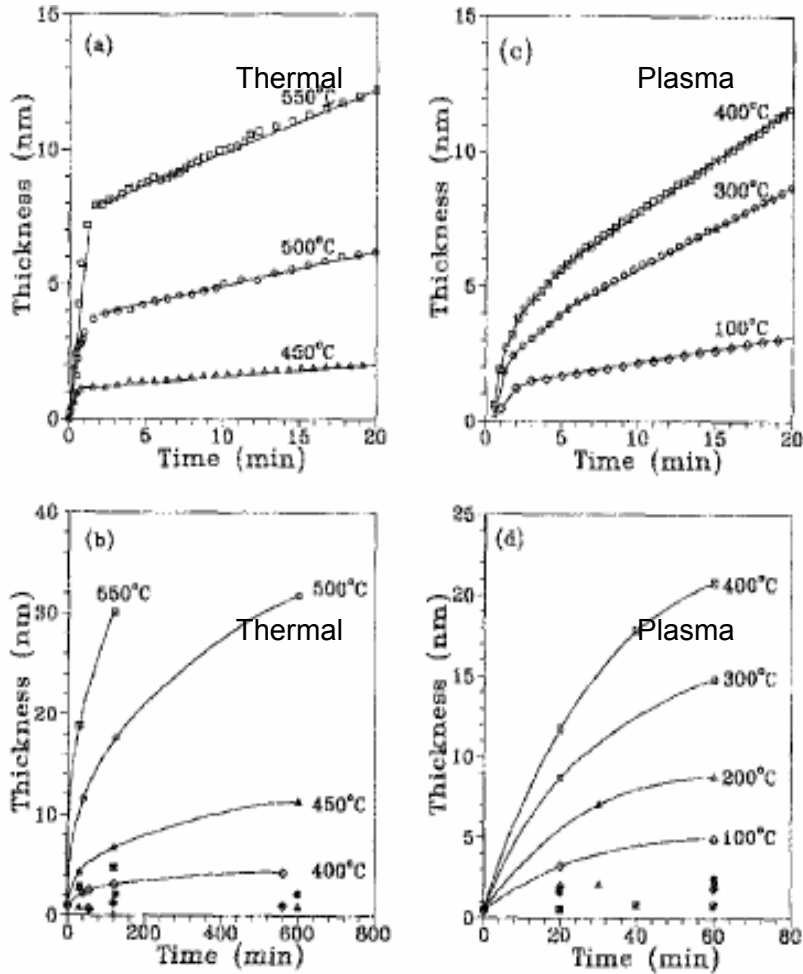 (a)
Thermal
550°C
500°C
450°C
15
10
5
0
0 5 10 15 20
Thickness (nm)
Time (min)
(c)
Plasma
400°C
300°C
100°C
15
10
5
0
0 5 10 15 20
Thickness (nm)
Time (min)
(b)
550°C
500°C
Thermal
450°C
400°C
40
30
20
10
0
0 200 400 600 800
Thickness (nm)
Time (min)
(d)
400°C
Plasma
300°C
200°C
100°C
25
20
15
10
5
0
0 20 40 60 80
Thickness (nm)
Time (min)